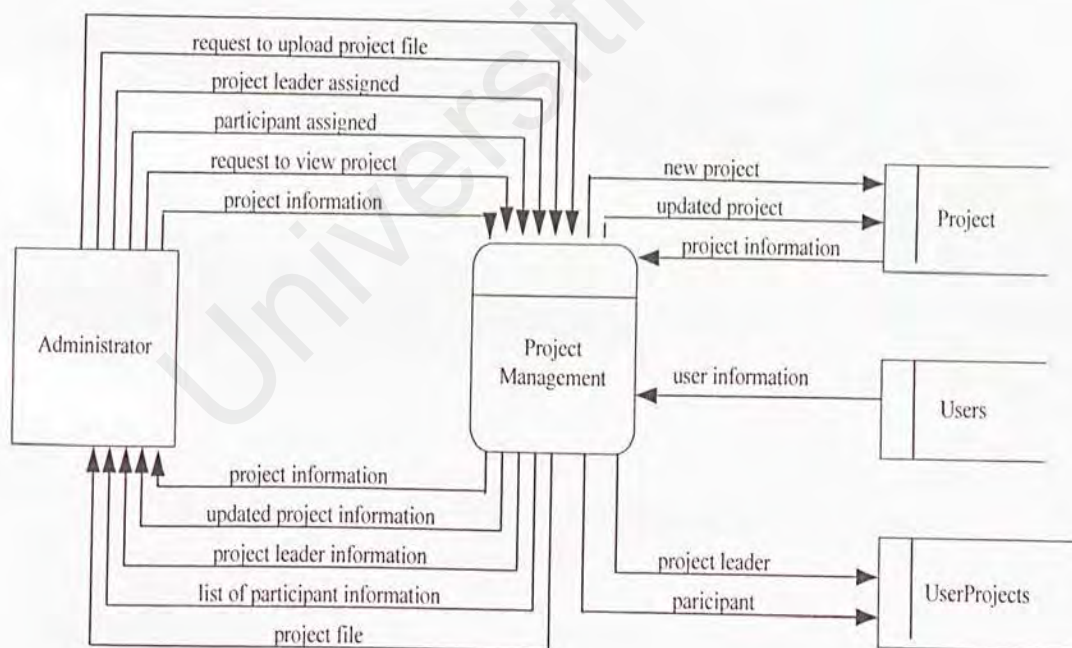 request to upload project file
project leader assigned
participant assigned
request to view project
project information
new project
updated project
project information
Project
Administrator
Project
Management
user information
Users
project information
updated project information
project leader information
list of participant information
project file
project leader
paricipant
UserProjects
Universiti